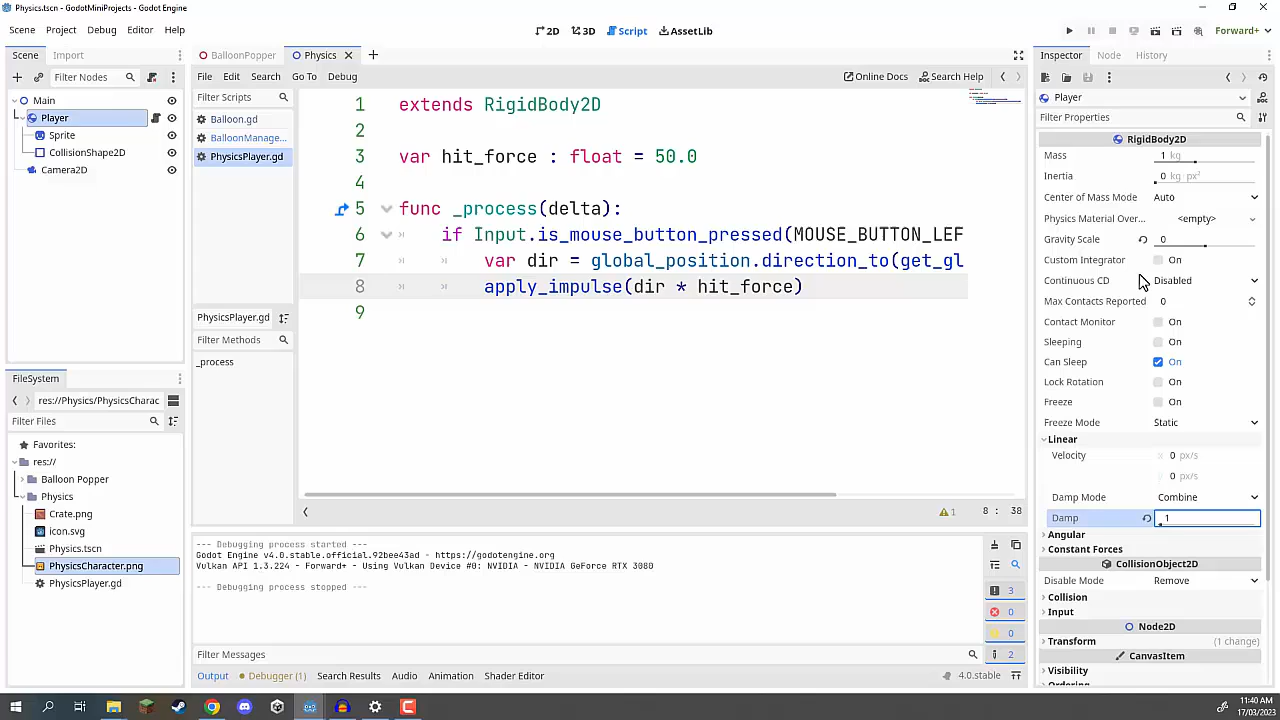 Physics.tscn - GodotMiniProjects - Godot Engine
Scene Project Debug Editor Help
2D 3D Script AssetLib
Forward+
Scene Import
Filter Nodes
Main
Player
Sprite
CollisionShape2D
Camera2D
FileSystem
res://Physics/PhysicsCharac
Filter Files
Favorites:
res://
Balloon Popper
Physics
Crate.png
icon.svg
Physics.tscn
PhysicsCharacter.png
PhysicsPlayer.gd
BalloonPopper Physics
File Edit Search Go To Debug
Online Docs Search Help
Filter Scripts
Balloon.gd
BalloonManage...
PhysicsPlayer.gd
PhysicsPlayer.gd
Filter Methods
_process
1 extends RigidBody2D
2
3 var hit_force : float = 50.0
4
5 func _process(delta):
6 if Input.is_mouse_button_pressed(MOUSE_BUTTON_LEF
7 var dir = global_position.direction_to(get_gl
8 apply_impulse(dir * hit_force)
9
1 8 : 38
--- Debugging process started ---
Godot Engine v4.0.stable.official.92bee43ad - https://godotengine.org
Vulkan API 1.3.224 - Forward+ - Using Vulkan Device #0: NVIDIA - NVIDIA GeForce RTX 3080
--- Debugging process stopped ---
3
0
0
2
Filter Messages
Output Debugger (1) Search Results Audio Animation Shader Editor
4.0.stable
Inspector Node History
Player
Filter Properties
RigidBody2D
Mass 1 kg
Inertia 0 kg·px²
Center of Mass Mode Auto
Physics Material Over... <empty>
Gravity Scale 0
Custom Integrator On
Continuous CD Disabled
Max Contacts Reported 0
Contact Monitor On
Sleeping On
Can Sleep On
Lock Rotation On
Freeze On
Freeze Mode Static
Linear
Velocity x 0 px/s
y 0 px/s
Damp Mode Combine
Damp 1
Angular
Constant Forces
CollisionObject2D
Disable Mode Remove
Collision
Input
Node2D
Transform (1 change)
CanvasItem
Visibility
Ordering
11:40 AM
17/03/2023